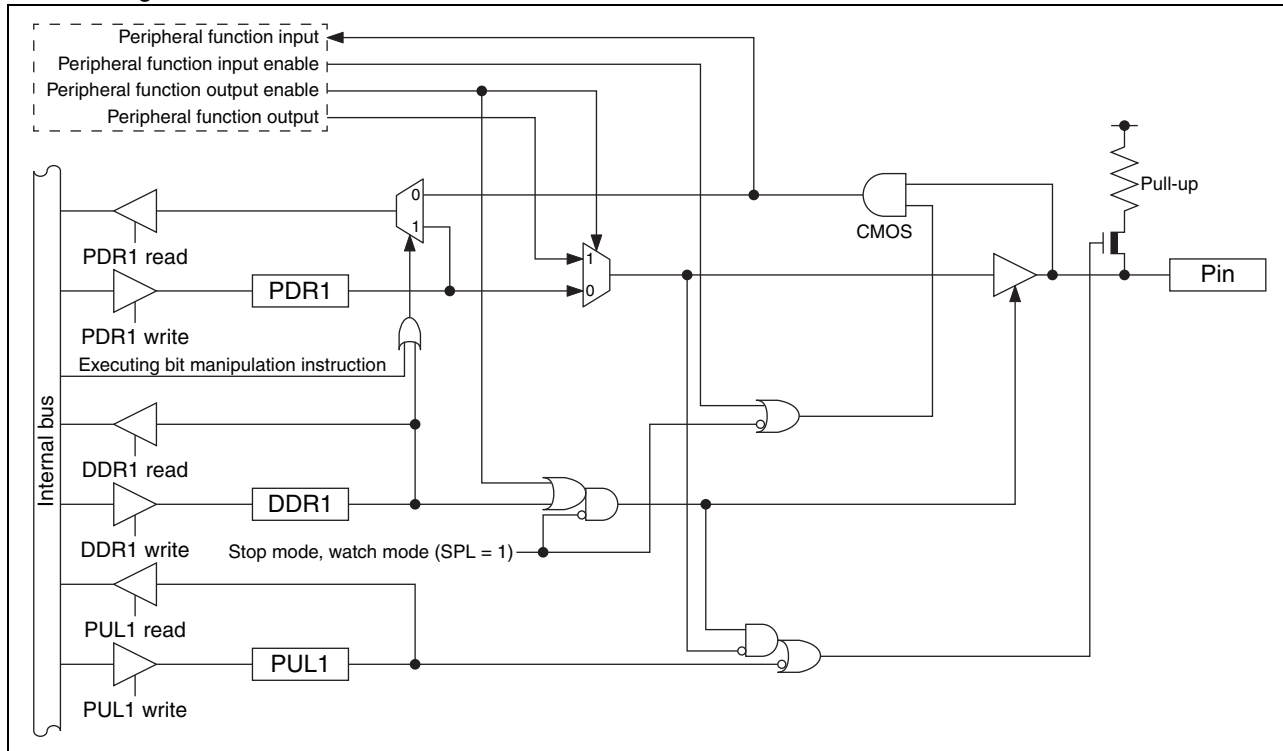 Peripheral function input
Peripheral function input enable
Peripheral function output enable
Peripheral function output
Pull-up
0
1
CMOS
PDR1 read
1
Pin
PDR1
0
PDR1 write
Executing bit manipulation instruction
Internal bus
DDR1 read
DDR1
Stop mode, watch mode (SPL = 1)
DDR1 write
PUL1 read
PUL1
PUL1 write